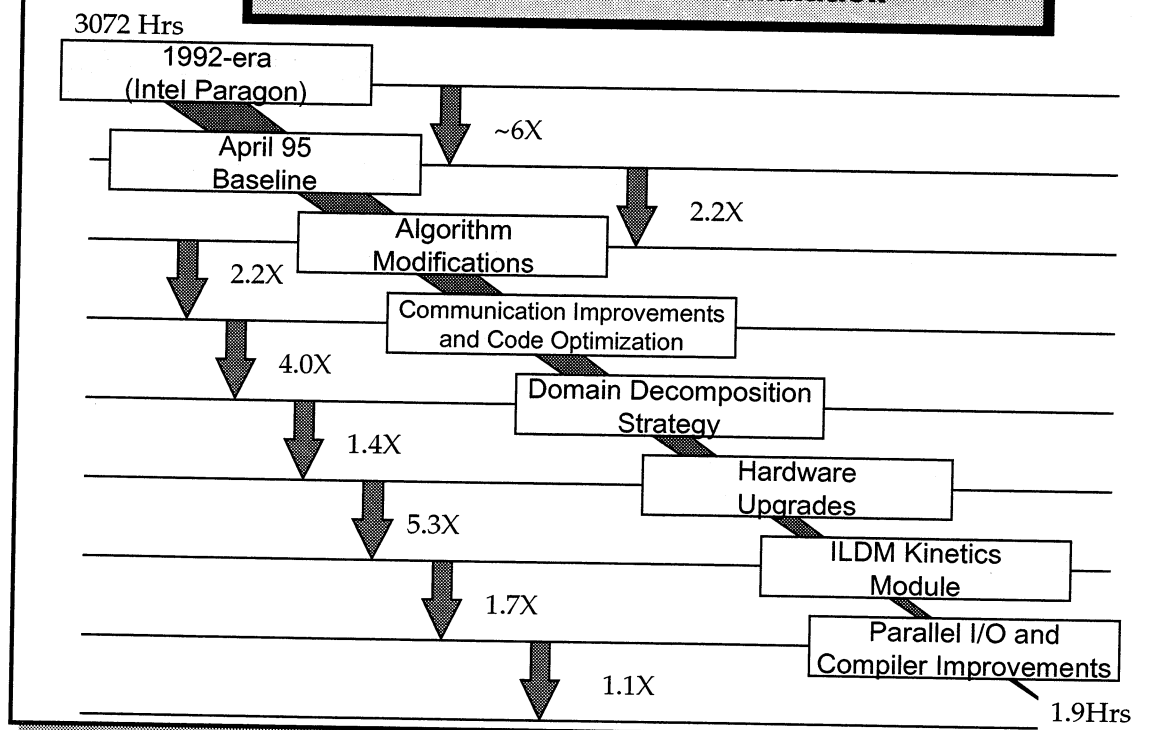 3072 Hrs
1992-era
(Intel Paragon)
~6X
April 95
Baseline
2.2X
Algorithm
Modifications
2.2X
Communication Improvements
and Code Optimization
4.0X
Domain Decomposition
Strategy
1.4X
Hardware
Upgrades
5.3X
ILDM Kinetics
Module
1.7X
Parallel I/O and
Compiler Improvements
1.1X
1.9Hrs